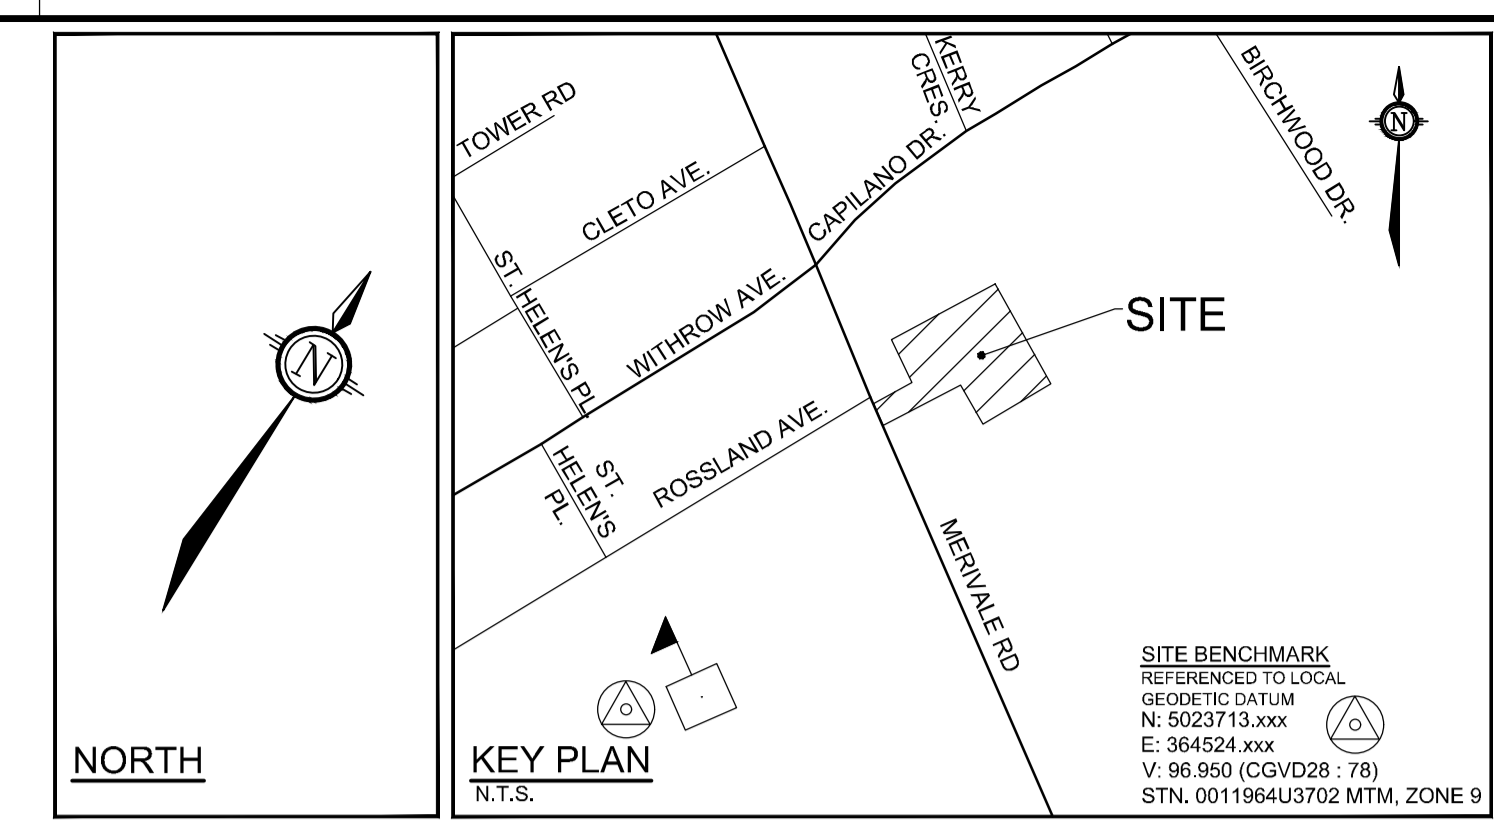 N
NORTH
TOWER RD
CLETO AVE.
ST. HELEN'S PL.
WITHROW AVE.
CAPILANO DR.
KERRY
CRES.
BIRCHWOOD DR.
N
SITE
ROSSLAND AVE.
ST.
HELEN'S
PL.
MERIVALE RD
KEY PLAN
N.T.S.
SITE BENCHMARK
REFERENCED TO LOCAL
GEODETIC DATUM
N: 5023713.xxx
E: 364524.xxx
V: 96.950 (CGVD28 : 78)
STN. 0011964U3702 MTM, ZONE 9